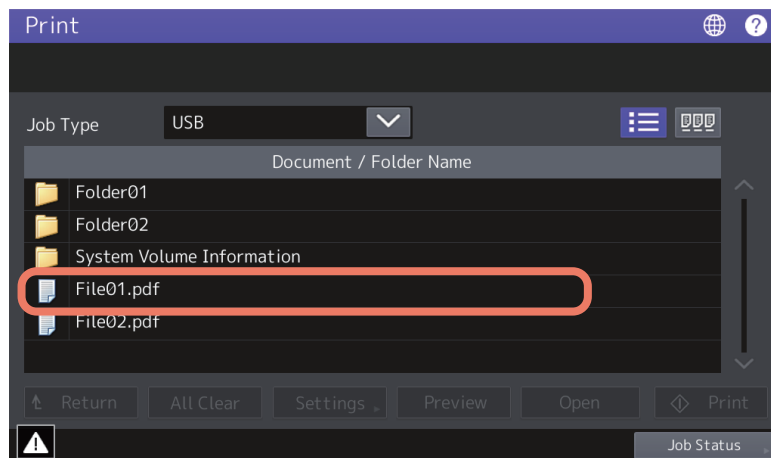 Print
?
Job Type USB
Document / Folder Name
Folder01
Folder02
System Volume Information
File01.pdf
File02.pdf
Return All Clear Settings Preview Open Print
Job Status